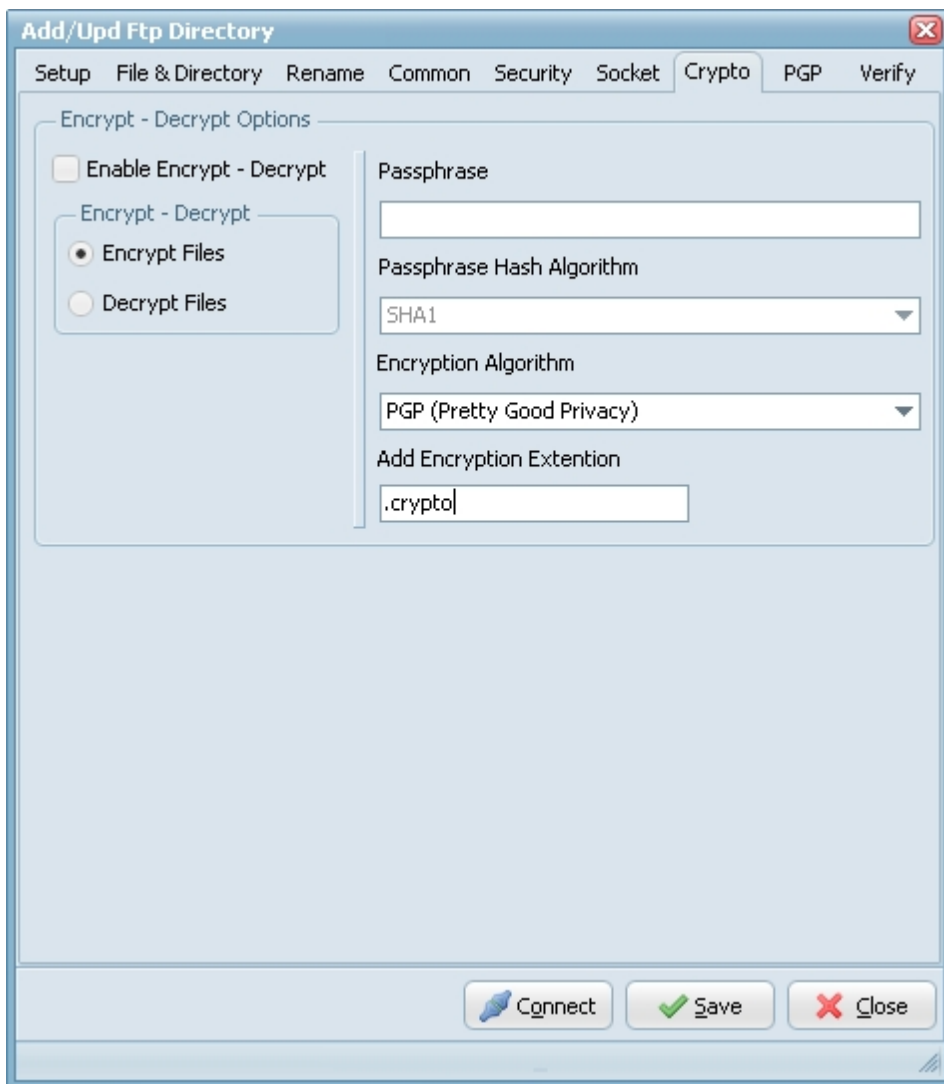 Add/Upd Ftp Directory
Setup File & Directory Rename Common Security Socket Crypto PGP Verify
Encrypt - Decrypt Options
Enable Encrypt - Decrypt
Encrypt - Decrypt
Encrypt Files
Decrypt Files
Passphrase
Passphrase Hash Algorithm
SHA1
Encryption Algorithm
PGP (Pretty Good Privacy)
Add Encryption Extention
.crypto
Connect Save Close